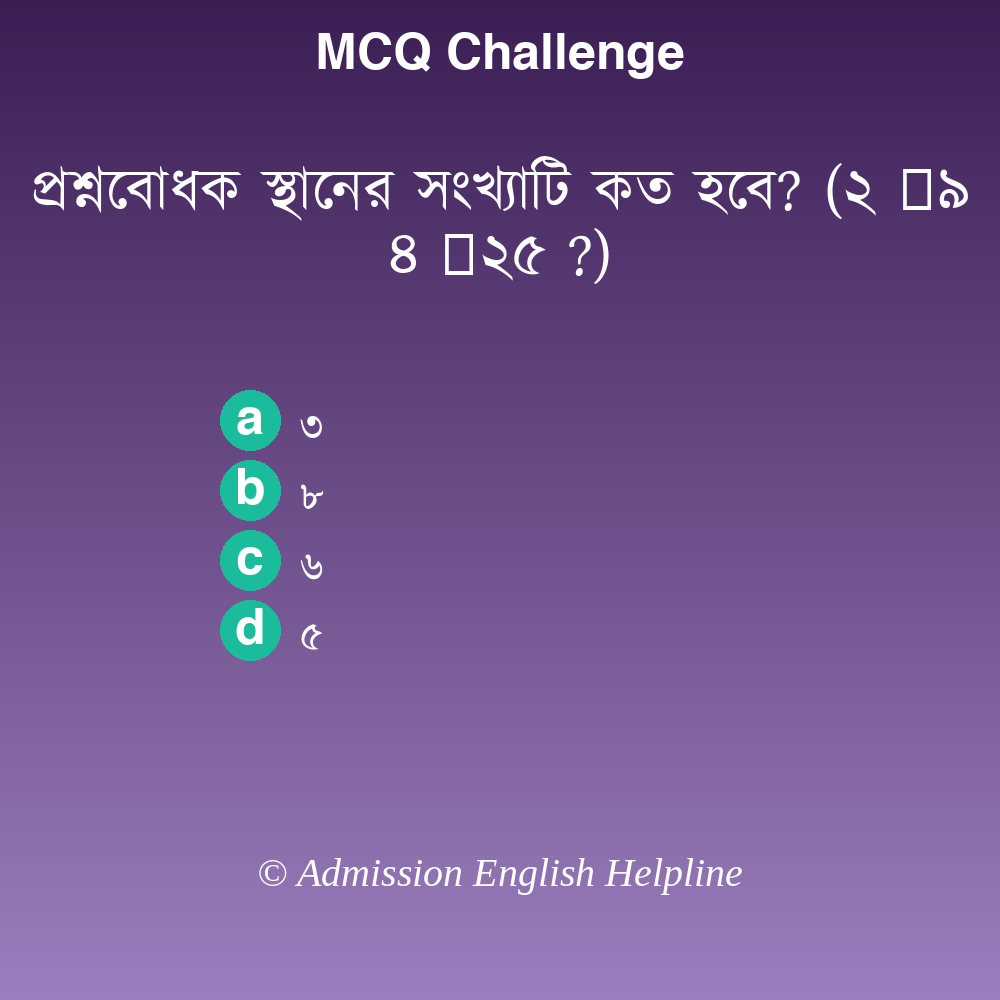 MCQ Challenge
প্রশ্নবোধক স্থানের সংখ্যাটি কত হবে? (২ □৯
৪ □২৫ ?)
a ৩
b ৮
c ৬
d ৫
© Admission English Helpline